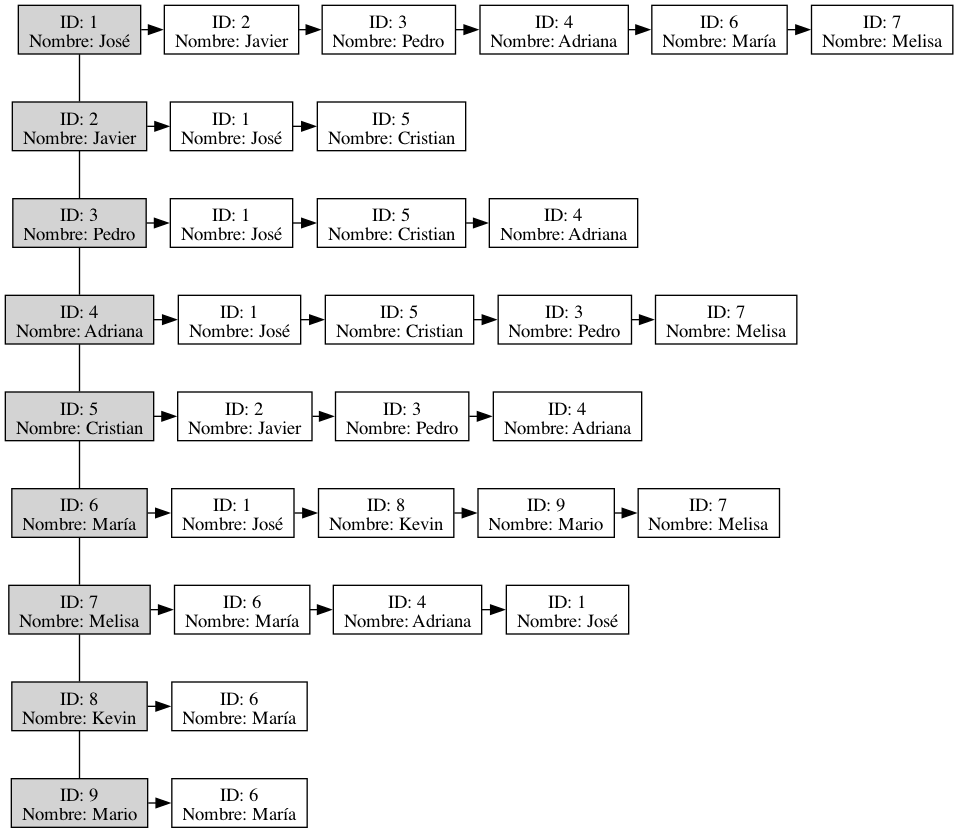 ID: 1
Nombre: José
ID: 2
Nombre: Javier
ID: 3
Nombre: Pedro
ID: 4
Nombre: Adriana
ID: 6
Nombre: María
ID: 7
Nombre: Melisa
ID: 2
Nombre: Javier
ID: 1
Nombre: José
ID: 5
Nombre: Cristian
ID: 3
Nombre: Pedro
ID: 1
Nombre: José
ID: 5
Nombre: Cristian
ID: 4
Nombre: Adriana
ID: 4
Nombre: Adriana
ID: 1
Nombre: José
ID: 5
Nombre: Cristian
ID: 3
Nombre: Pedro
ID: 7
Nombre: Melisa
ID: 5
Nombre: Cristian
ID: 2
Nombre: Javier
ID: 3
Nombre: Pedro
ID: 4
Nombre: Adriana
ID: 6
Nombre: María
ID: 1
Nombre: José
ID: 8
Nombre: Kevin
ID: 9
Nombre: Mario
ID: 7
Nombre: Melisa
ID: 7
Nombre: Melisa
ID: 6
Nombre: María
ID: 4
Nombre: Adriana
ID: 1
Nombre: José
ID: 8
Nombre: Kevin
ID: 6
Nombre: María
ID: 9
Nombre: Mario
ID: 6
Nombre: María